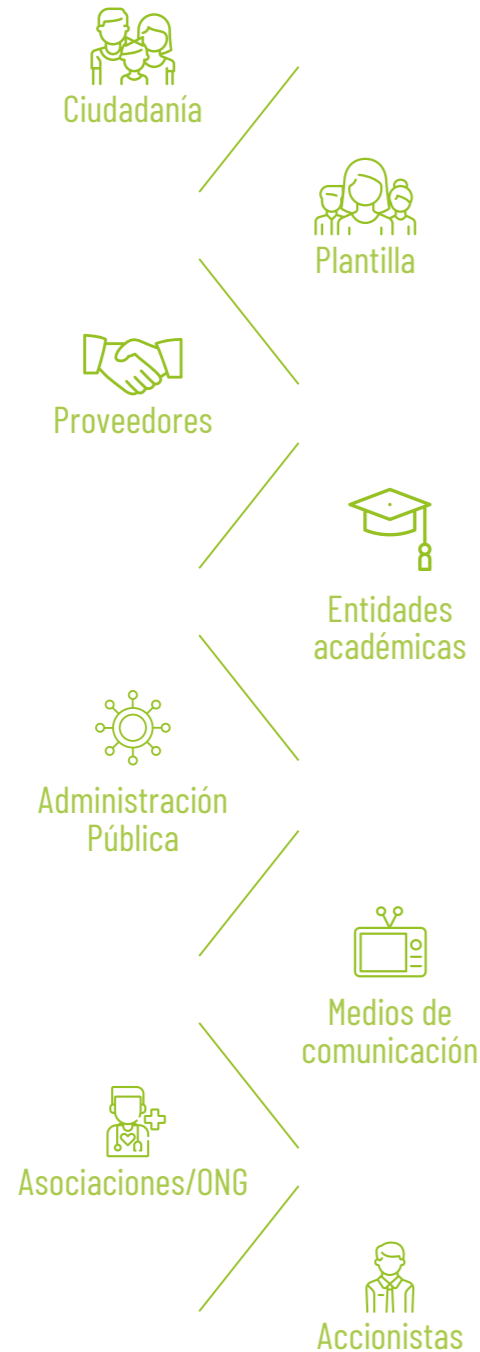 Ciudadanía
Plantilla
Proveedores
Entidades
académicas
Administración
Pública
Medios de
comunicación
Asociaciones/ONG
Accionistas